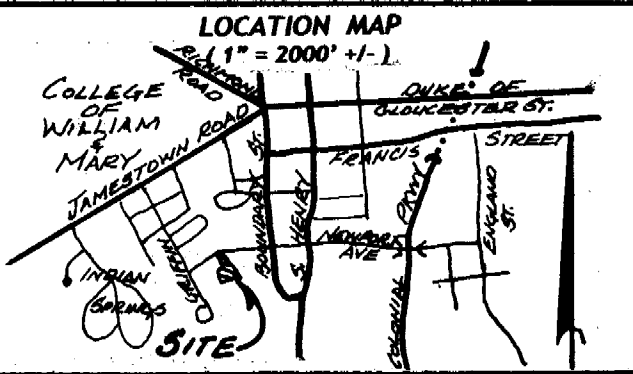 LOCATION MAP
( 1" = 2000' +/- )
RICHMOND
ROAD
COLLEGE
OF
WILLIAM
&
MARY
JAMESTOWN ROAD
DUKE OF
GLOUCESTER ST.
FRANCIS STREET
BOUNDARY ST.
S. HENRY
NEWPORT
AVE
COLONIAL PKWY
ENGLAND
ST.
GRIFFIN
INDIAN
SPRINGS
SITE